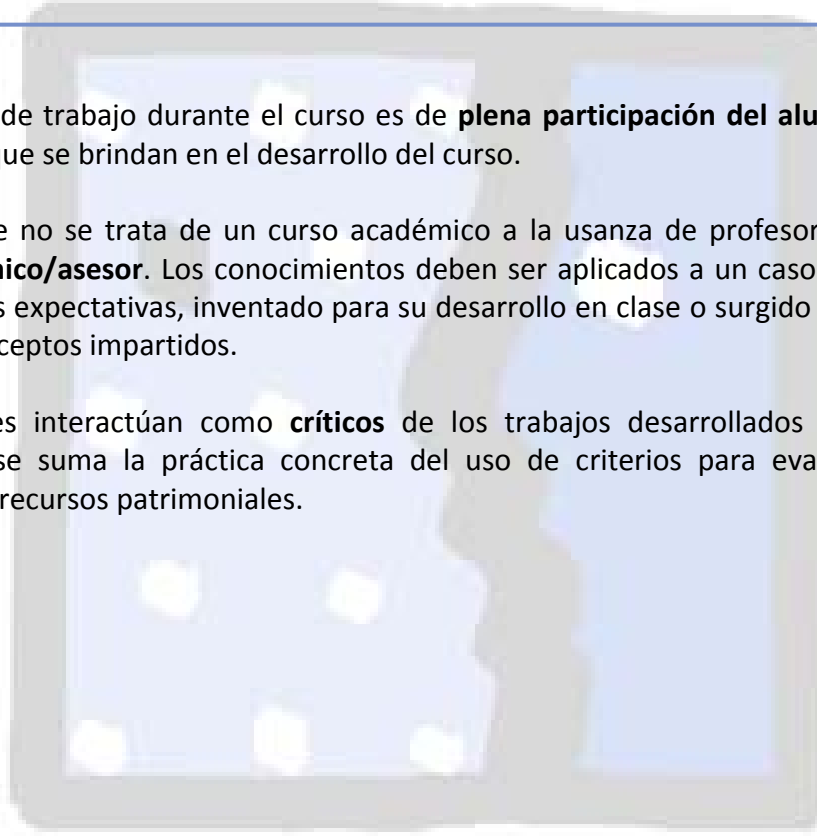 de trabajo durante el curso es de plena participación del alu
que se brindan en el desarrollo del curso.
e no se trata de un curso académico a la usanza de profesor
nico/asesor. Los conocimientos deben ser aplicados a un caso
s expectativas, inventado para su desarrollo en clase o surgido
ceptos impartidos.
es interactúan como críticos de los trabajos desarrollados
se suma la práctica concreta del uso de criterios para eva
recursos patrimoniales.